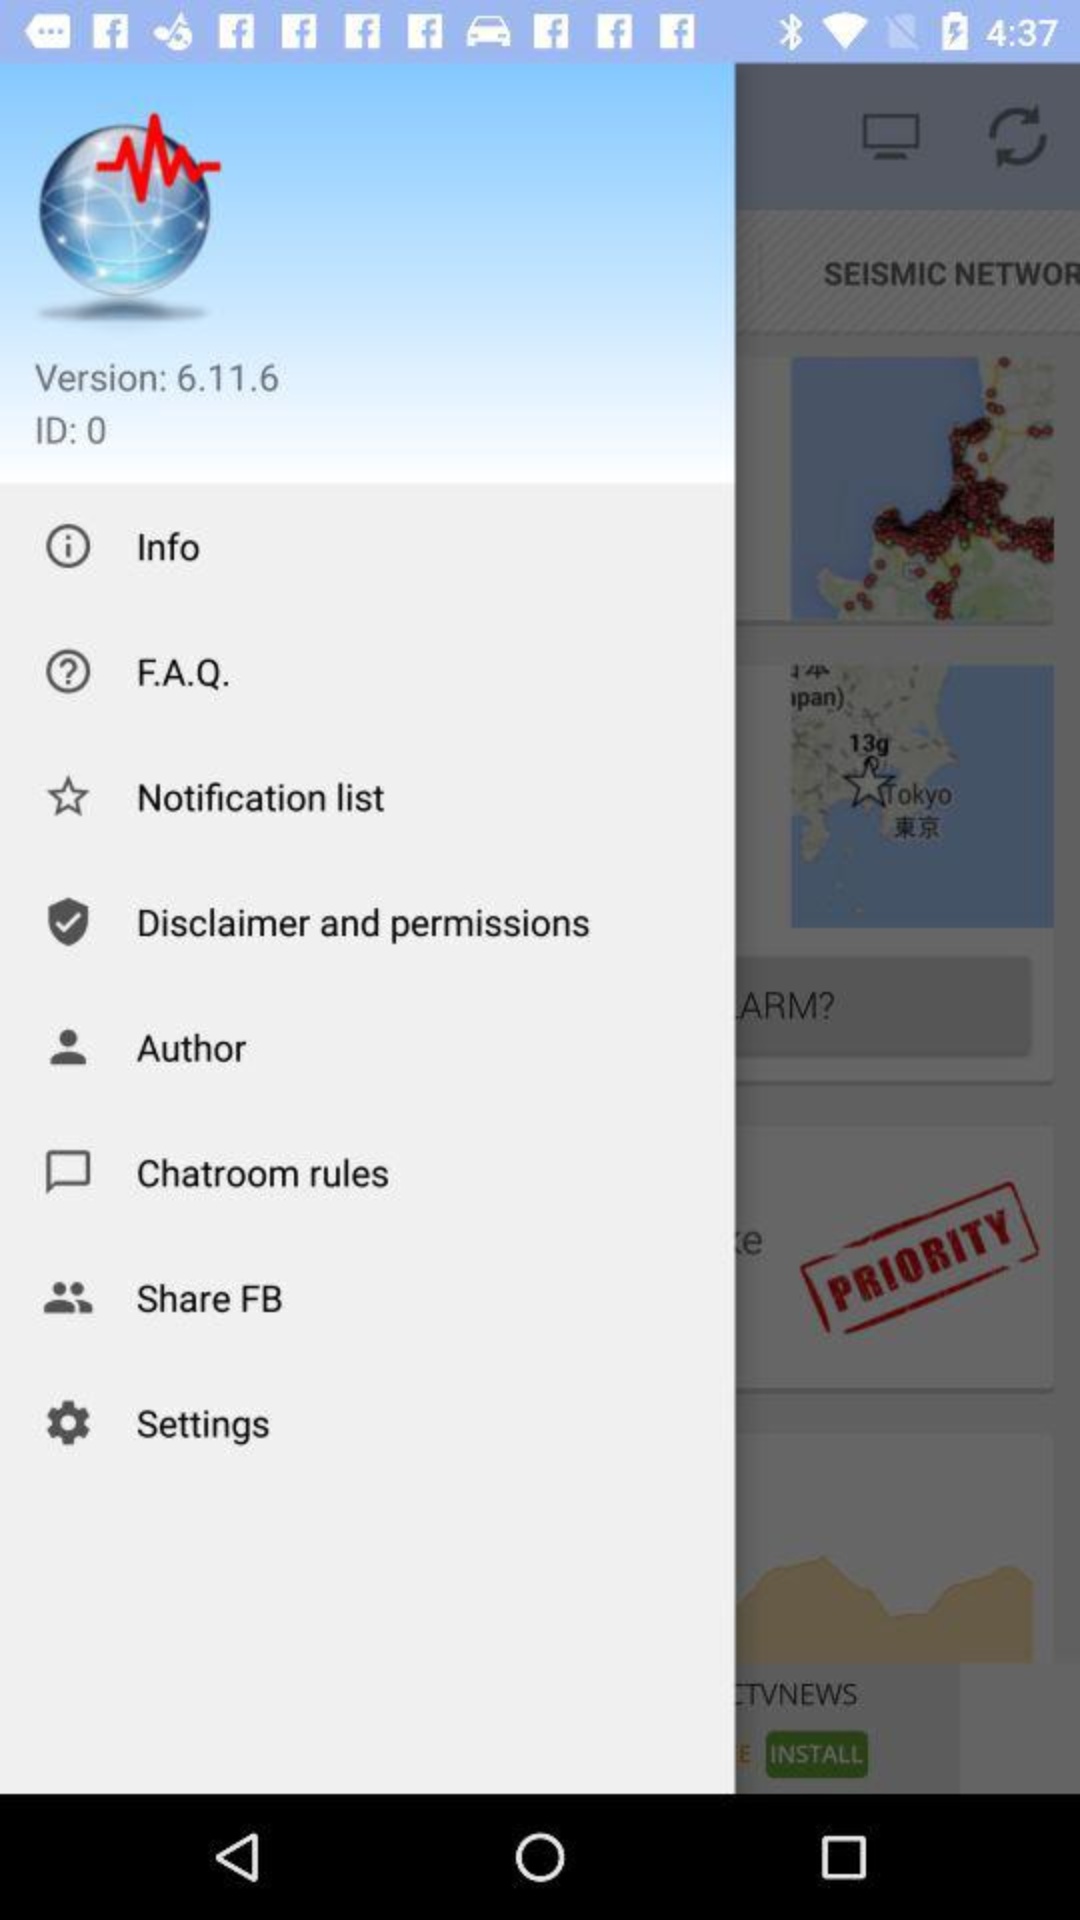 4:37
SEISMIC NETWOR
Version: 6.11.6
ID: 0
Info
F.A.Q.
Notification list
Disclaimer and permissions
Author
Chatroom rules
Share FB
Settings
apan)
13g
Tokyo
東京
ARM?
ke
PRIORITY
CTVNEWS
E INSTALL